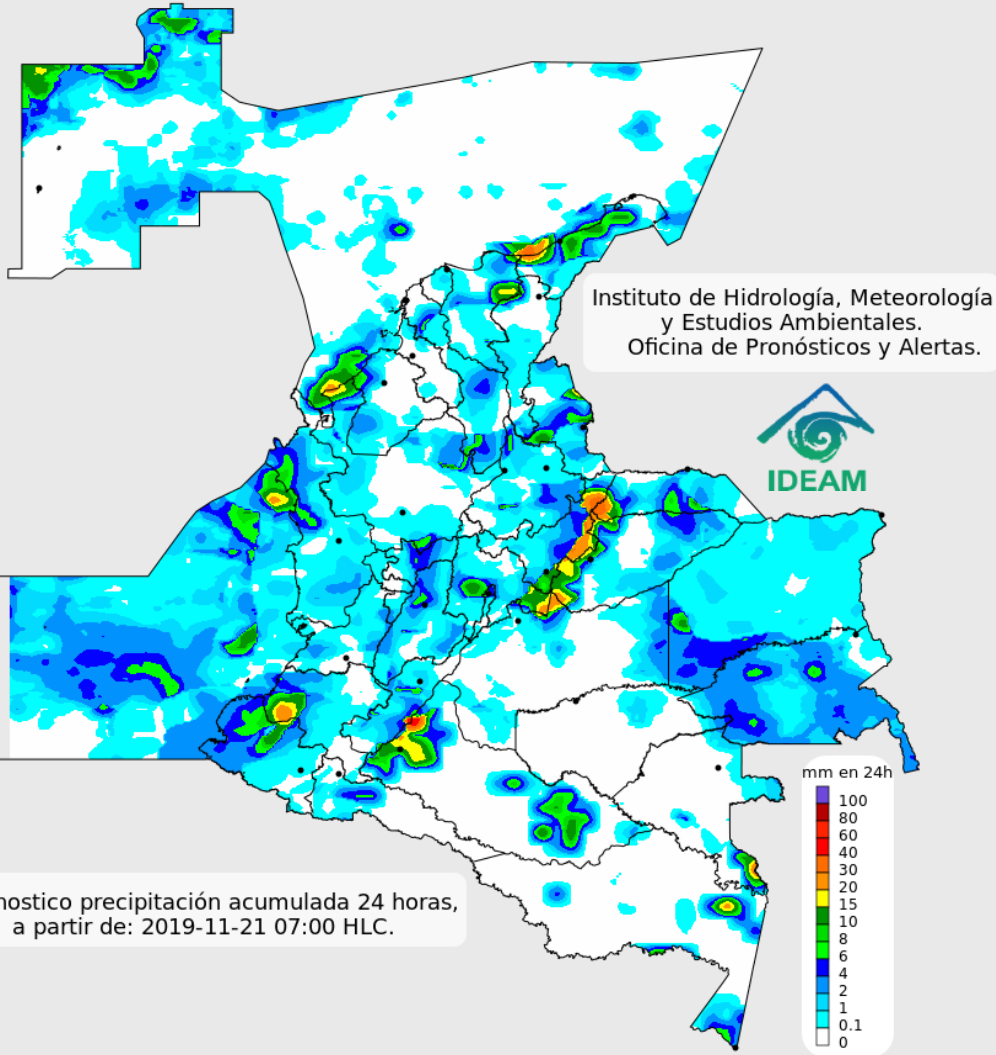 Instituto de Hidrología, Meteorología
y Estudios Ambientales.
Oficina de Pronósticos y Alertas.
IDEAM
mm en 24h
100
80
60
40
30
20
15
10
8
6
4
2
1
0.1
0
precipitación acumulada 24 horas,
a partir de: 2019-11-21 07:00 HLC.